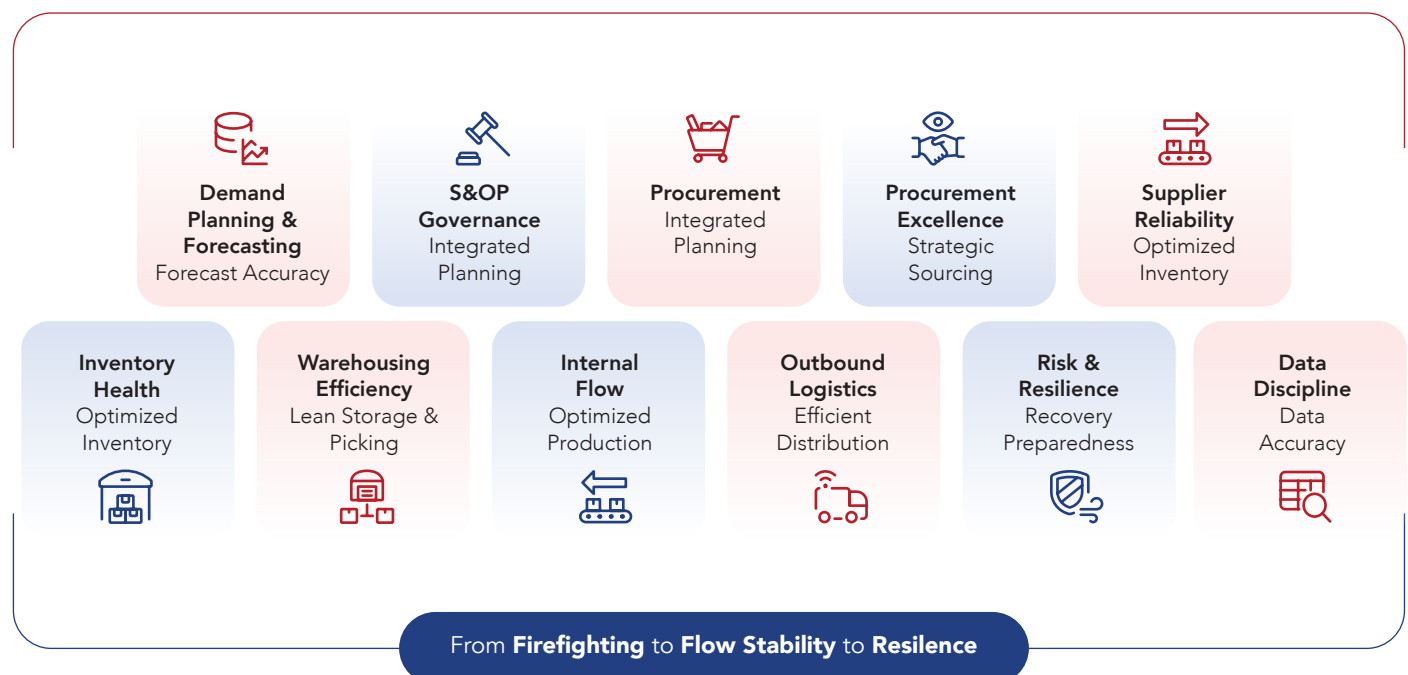 Demand
Planning &
Forecasting
Forecast Accuracy
S&OP
Governance
Integrated
Planning
Procurement
Integrated
Planning
Procurement
Excellence
Strategic
Sourcing
Supplier
Reliability
Optimized
Inventory
Inventory
Health
Optimized
Inventory
Warehousing
Efficiency
Lean Storage &
Picking
Internal
Flow
Optimized
Production
Outbound
Logistics
Efficient
Distribution
Risk &
Resilience
Recovery
Preparedness
Data
Discipline
Data
Accuracy
From Firefighting to Flow Stability to Resilence